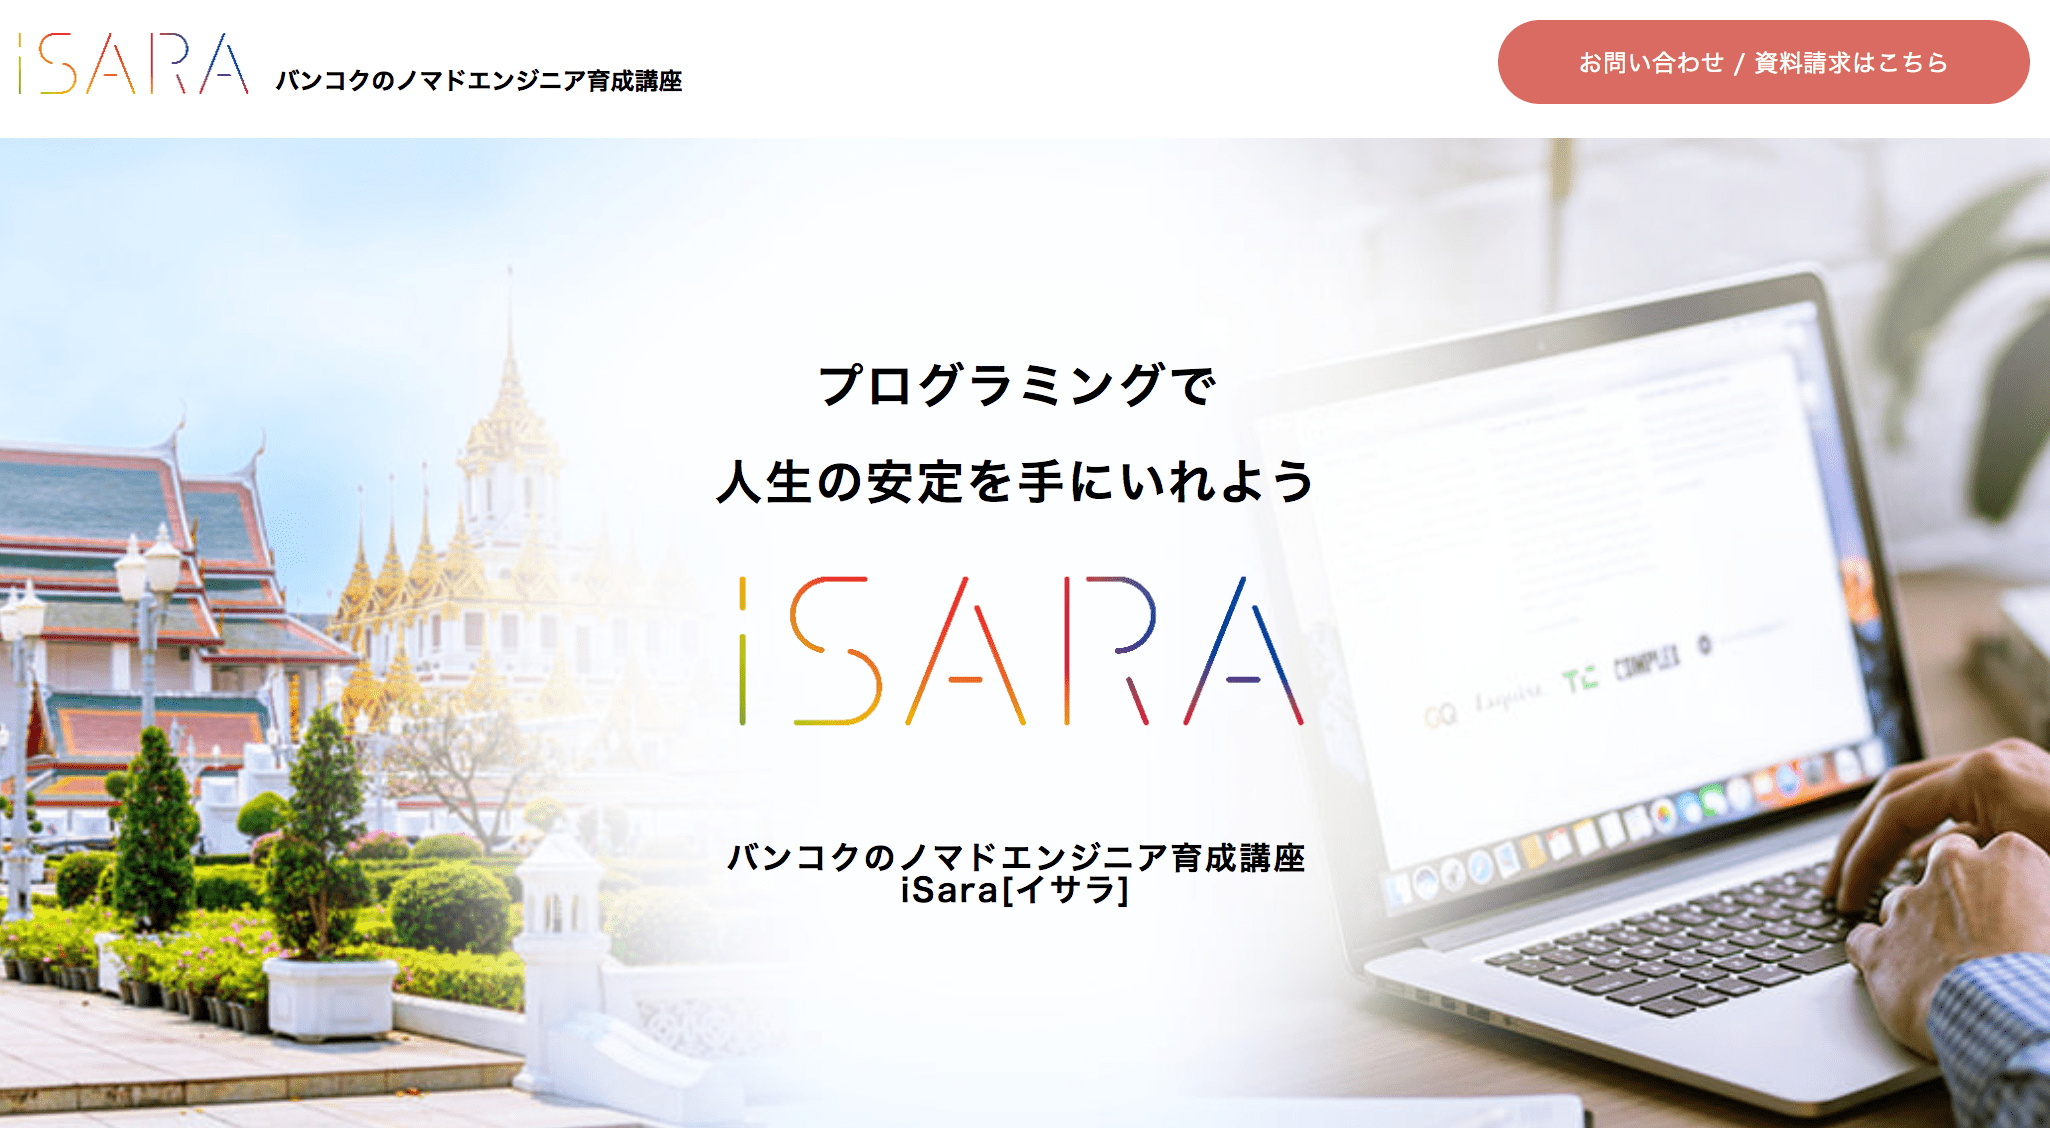 iSARA
バンコクのノマドエンジニア育成講座
お問い合わせ / 資料請求はこちら
プログラミングで
人生の安定を手にいれよう
iSARA
バンコクのノマドエンジニア育成講座
iSara[イサラ]
GQ Esquire TC COMPLEX